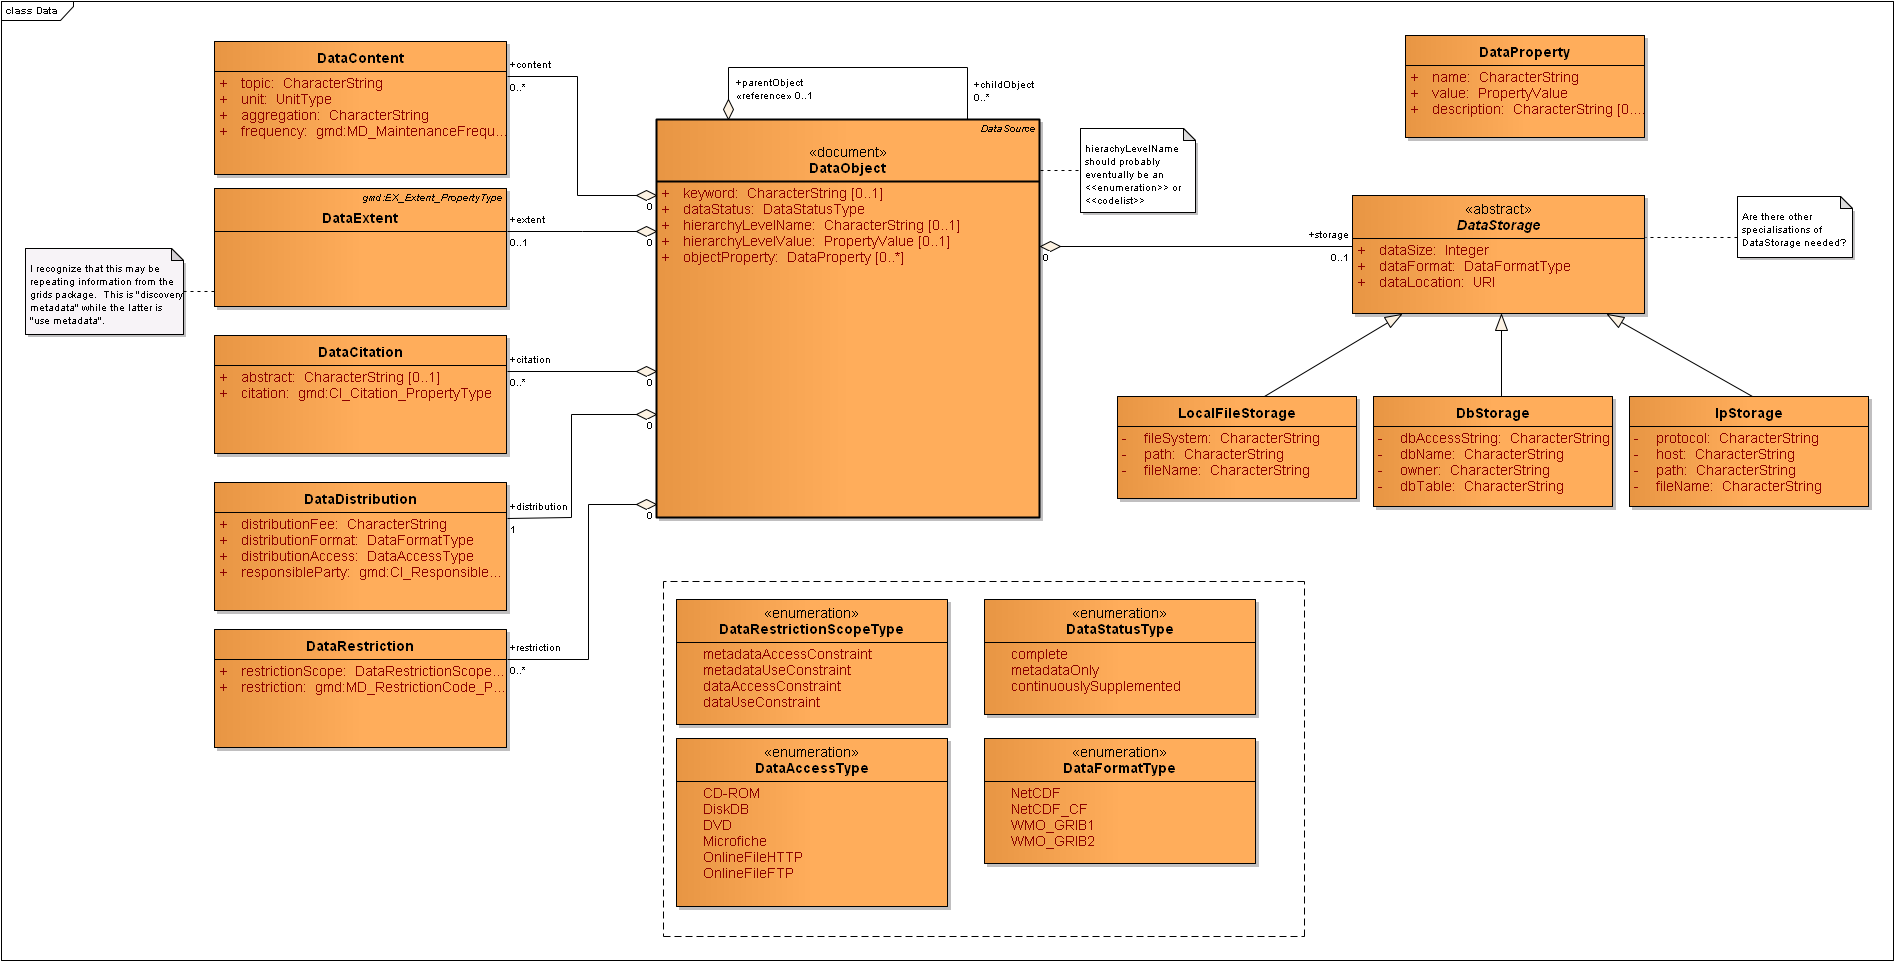 class Data
DataContent
+ topic: CharacterString
+ unit: UnitType
+ aggregation: CharacterString
+ frequency: gmd:MD_MaintenanceFrequ...
+content
0..*
gmd:EX_Extent_PropertyType
DataExtent
+extent
0..1
I recognize that this may be
repeating information from the
grids package. This is "discovery
metadata" while the latter is
"use metadata".
DataCitation
+ abstract: CharacterString [0..1]
+ citation: gmd:CI_Citation_PropertyType
+citation
0..*
DataDistribution
+ distributionFee: CharacterString
+ distributionFormat: DataFormatType
+ distributionAccess: DataAccessType
+ responsibleParty: gmd:CI_Responsible...
+distribution
1
DataRestriction
+ restrictionScope: DataRestrictionScope...
+ restriction: gmd:MD_RestrictionCode_P...
+restriction
0..*
+parentObject
«reference» 0..1
+childObject
0..*
DataSource
«document»
DataObject
+ keyword: CharacterString [0..1]
+ dataStatus: DataStatusType
+ hierarchyLevelName: CharacterString [0..1]
+ hierarchyLevelValue: PropertyValue [0..1]
+ objectProperty: DataProperty [0..*]
0
0
0
0
0
0
hierachyLevelName
should probably
eventually be an
<<enumeration>> or
<<codelist>>
+storage
0..1
DataProperty
+ name: CharacterString
+ value: PropertyValue
+ description: CharacterString [0....
«abstract»
DataStorage
+ dataSize: Integer
+ dataFormat: DataFormatType
+ dataLocation: URI
Are there other
specialisations of
DataStorage needed?
LocalFileStorage
- fileSystem: CharacterString
- path: CharacterString
- fileName: CharacterString
DbStorage
- dbAccessString: CharacterString
- dbName: CharacterString
- owner: CharacterString
- dbTable: CharacterString
IpStorage
- protocol: CharacterString
- host: CharacterString
- path: CharacterString
- fileName: CharacterString
«enumeration»
DataRestrictionScopeType
metadataAccessConstraint
metadataUseConstraint
dataAccessConstraint
dataUseConstraint
«enumeration»
DataStatusType
complete
metadataOnly
continuouslySupplemented
«enumeration»
DataAccessType
CD-ROM
DiskDB
DVD
Microfiche
OnlineFileHTTP
OnlineFileFTP
«enumeration»
DataFormatType
NetCDF
NetCDF_CF
WMO_GRIB1
WMO_GRIB2